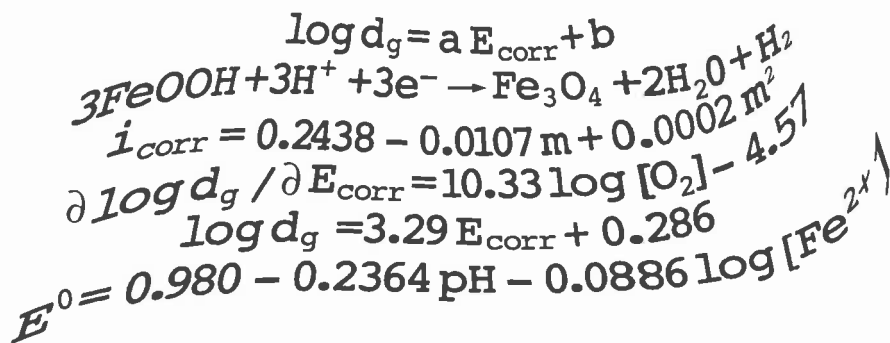 log d_g = a E_corr + b
3FeOOH + 3H⁺ + 3e⁻ → Fe₃O₄ + 2H₂O + H₂
i_corr = 0.2438 − 0.0107 m + 0.0002 m²
∂ log d_g / ∂ E_corr = 10.33 log [O₂] − 4.57
log d_g = 3.29 E_corr + 0.286
E⁰ = 0.980 − 0.2364 pH − 0.0886 log [Fe²⁺]